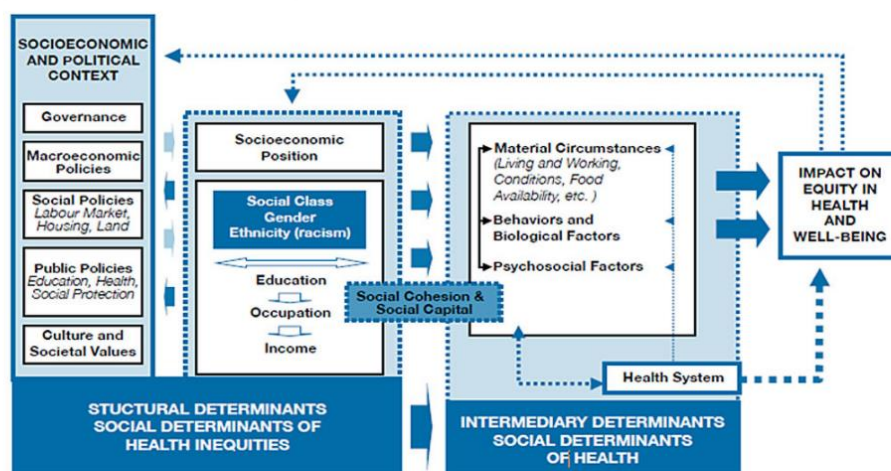 SOCIOECONOMIC
AND POLITICAL
CONTEXT
Governance
Macroeconomic
Policies
Social Policies
Labour Market,
Housing, Land
Public Policies
Education, Health,
Social Protection
Culture and
Societal Values
Socioeconomic
Position
Social Class
Gender
Ethnicity (racism)
Education
Occupation
Income
Social Cohesion &
Social Capital
Material Circumstances
(Living and Working,
Conditions, Food
Availability, etc. )
Behaviors and
Biological Factors
Psychosocial Factors
Health System
IMPACT ON
EQUITY IN
HEALTH
AND
WELL-BEING
STUCTURAL DETERMINANTS
SOCIAL DETERMINANTS OF
HEALTH INEQUITIES
INTERMEDIARY DETERMINANTS
SOCIAL DETERMINANTS
OF HEALTH